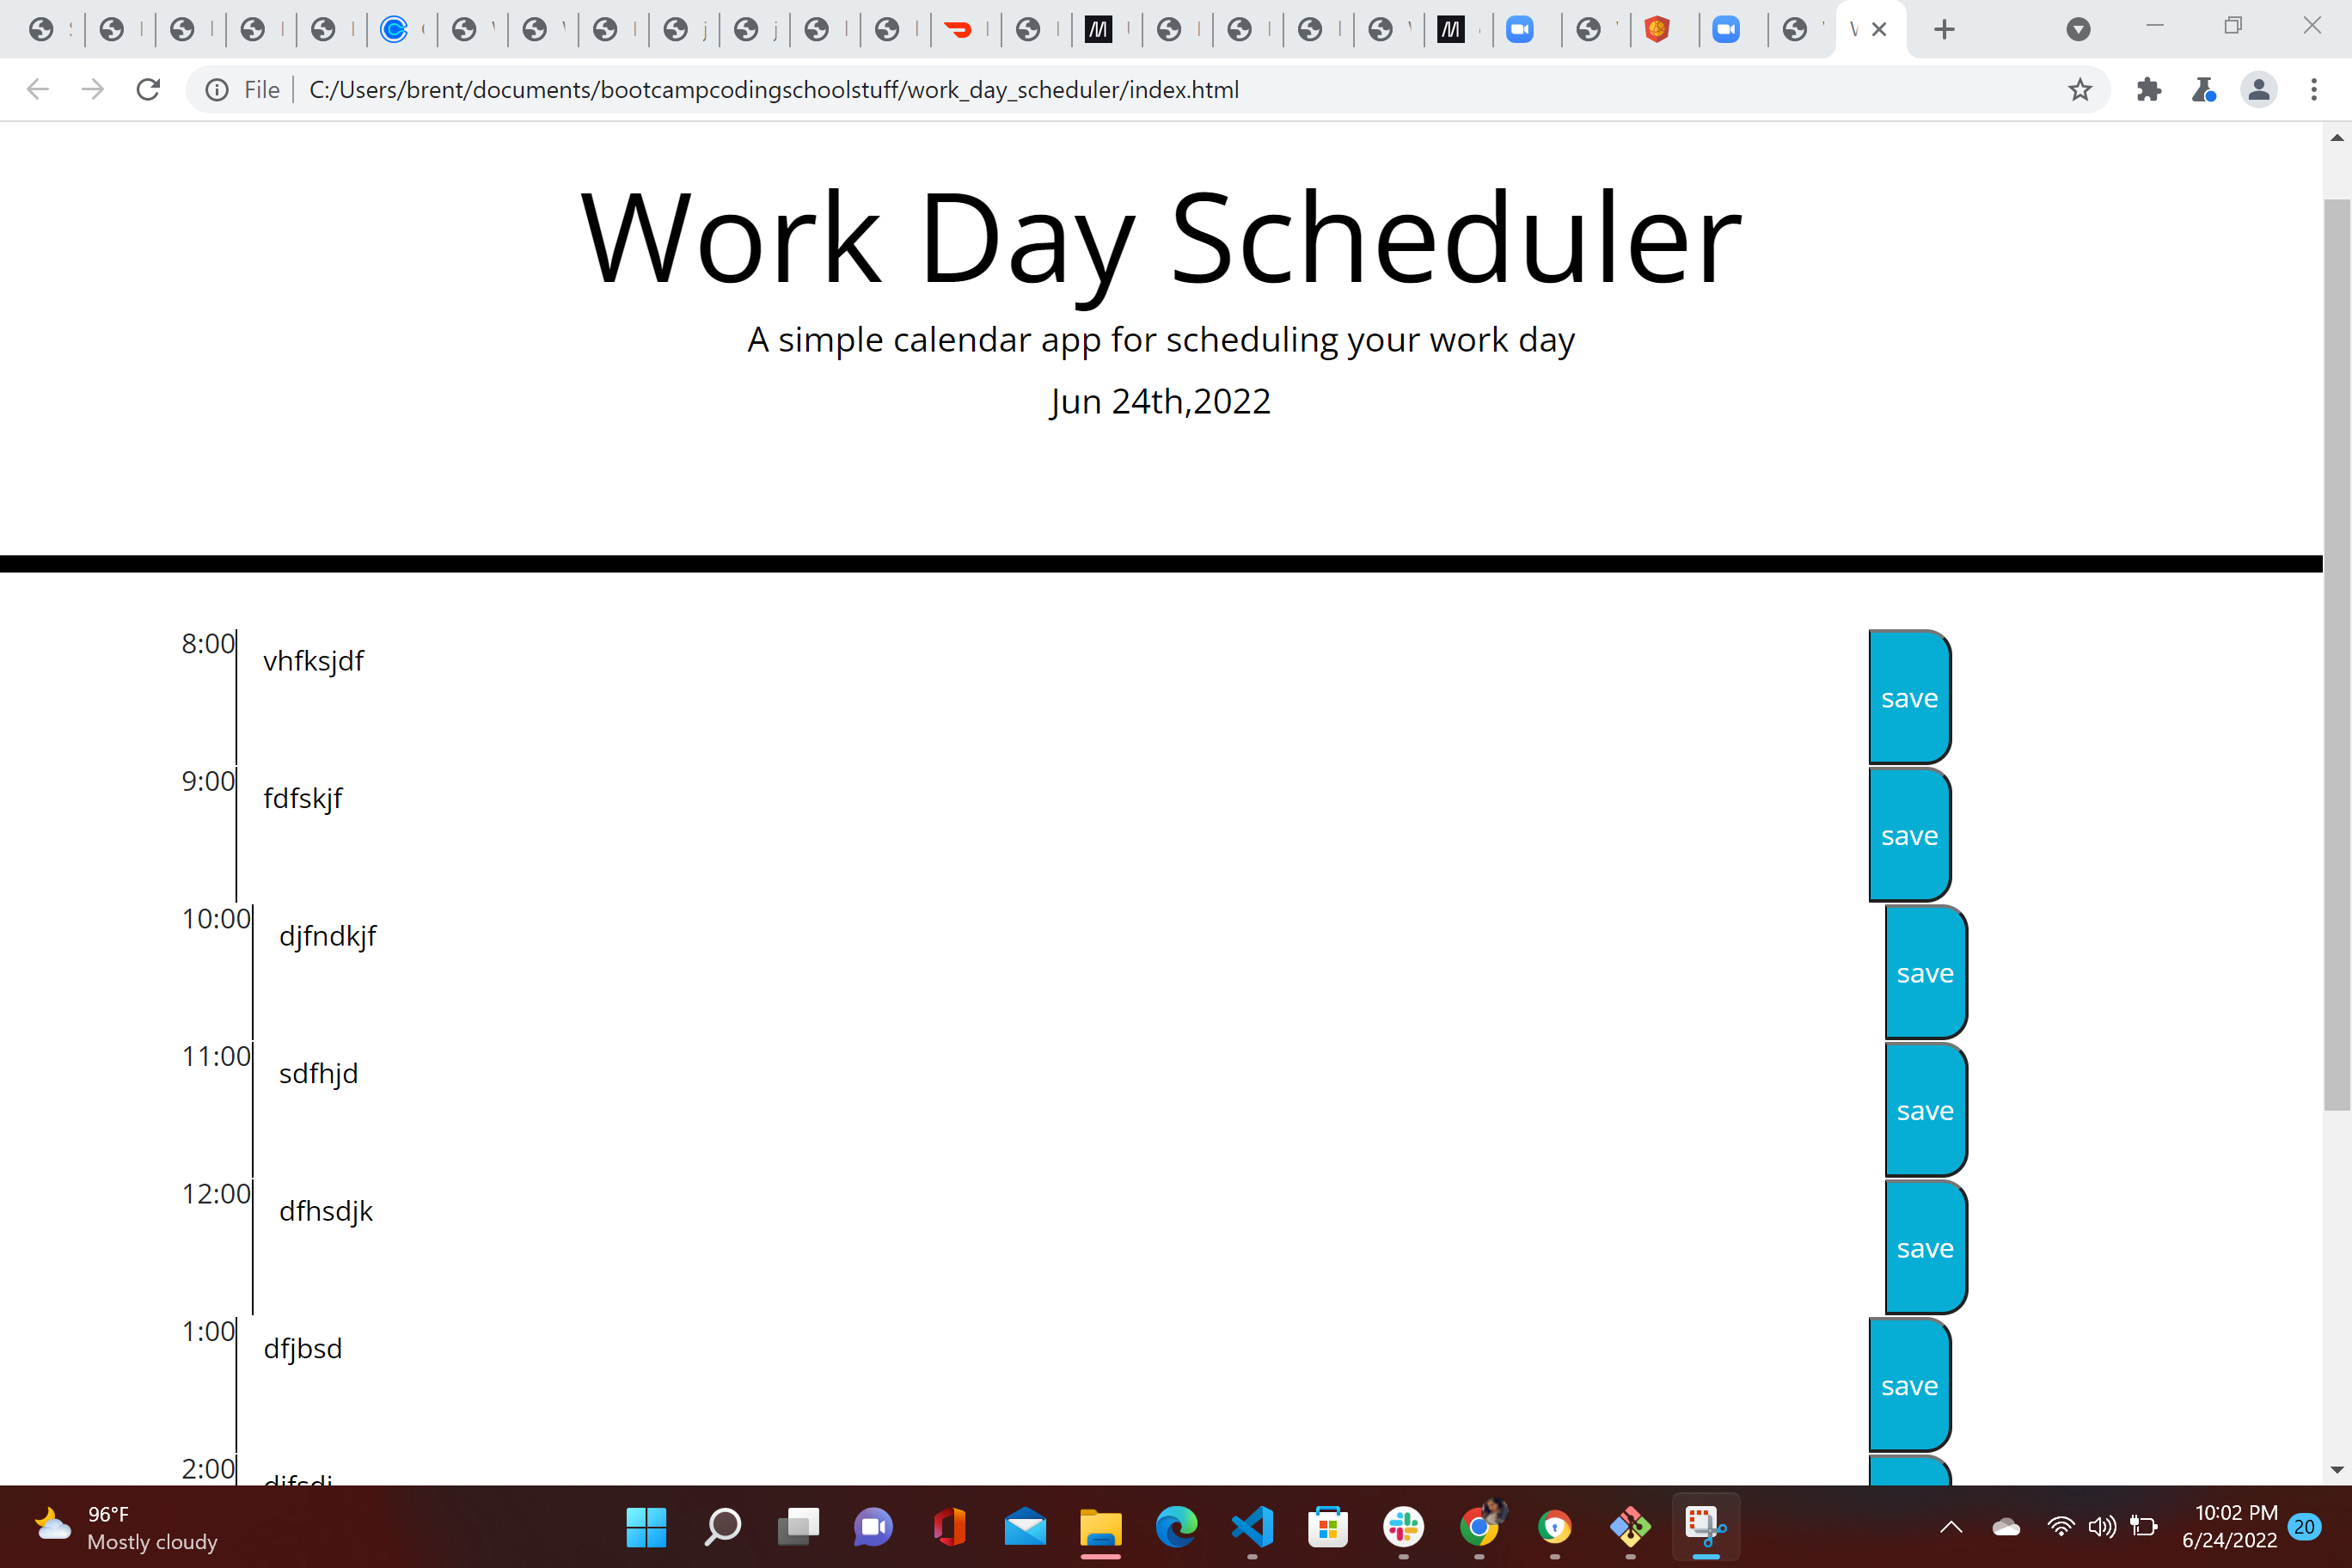 File C:/Users/brent/documents/bootcampcodingschoolstuff/work_day_scheduler/index.html
Work Day Scheduler
A simple calendar app for scheduling your work day
Jun 24th,2022
8:00 vhfksjdf save
9:00 fdfskjf save
10:00 djfndkjf save
11:00 sdfhjd save
12:00 dfhsdjk save
1:00 dfjbsd save
2:00
96°F
Mostly cloudy
10:02 PM
6/24/2022
20